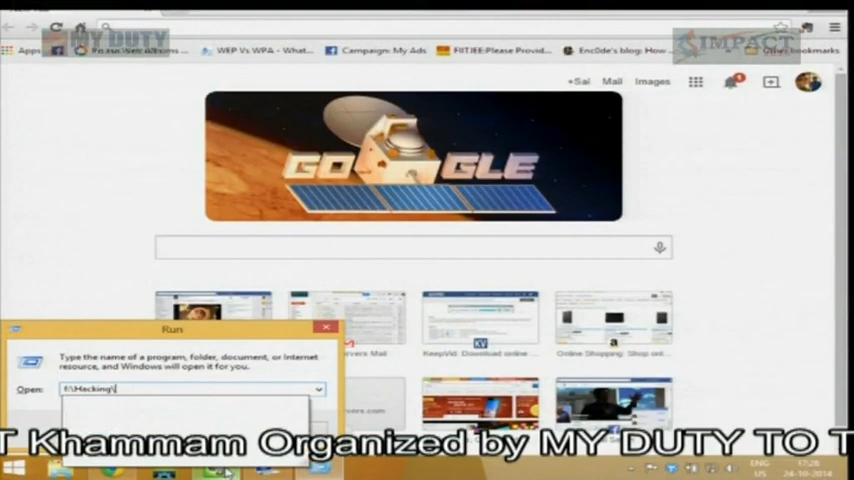 MY DUTY
IMPACT
Apps
WEP Vs WPA - What...
Campaign: My Ads
FIITJEE:Please Provid...
Enc0de's blog: How ...
Other bookmarks
+Sai Mail Images
GOOGLE
KeepVid: Download online ...
Online Shopping: Shop onl...
Run
Type the name of a program, folder, document, or Internet
resource, and Windows will open it for you.
Open: f:\Hacking\
T Khammam Organized by MY DUTY TO T
ENG 17:28
US 24-10-2014